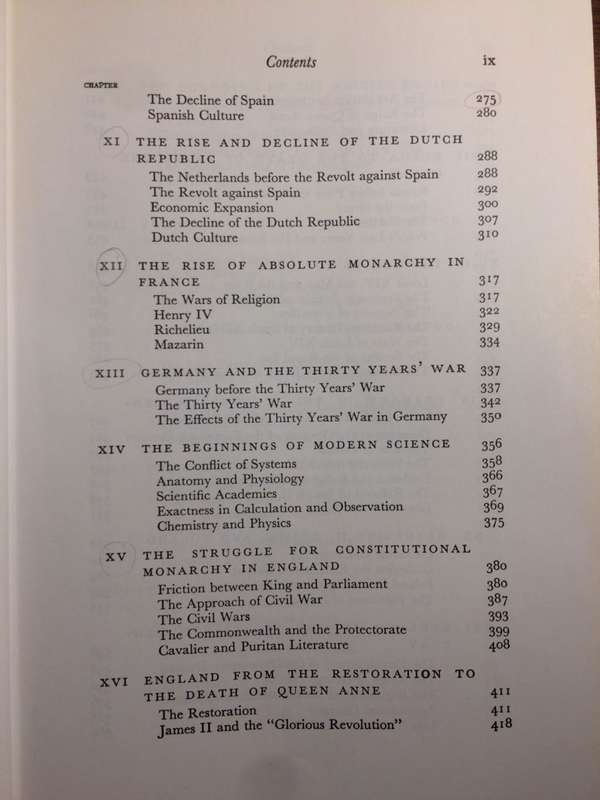 Contents ix
CHAPTER
The Decline of Spain 275
Spanish Culture 280
XI THE RISE AND DECLINE OF THE DUTCH
REPUBLIC 288
The Netherlands before the Revolt against Spain 288
The Revolt against Spain 292
Economic Expansion 300
The Decline of the Dutch Republic 307
Dutch Culture 310
XII THE RISE OF ABSOLUTE MONARCHY IN
FRANCE 317
The Wars of Religion 317
Henry IV 322
Richelieu 329
Mazarin 334
XIII GERMANY AND THE THIRTY YEARS' WAR 337
Germany before the Thirty Years' War 337
The Thirty Years' War 342
The Effects of the Thirty Years' War in Germany 350
XIV THE BEGINNINGS OF MODERN SCIENCE 356
The Conflict of Systems 358
Anatomy and Physiology 366
Scientific Academies 367
Exactness in Calculation and Observation 369
Chemistry and Physics 375
XV THE STRUGGLE FOR CONSTITUTIONAL
MONARCHY IN ENGLAND 380
Friction between King and Parliament 380
The Approach of Civil War 387
The Civil Wars 393
The Commonwealth and the Protectorate 399
Cavalier and Puritan Literature 408
XVI ENGLAND FROM THE RESTORATION TO
THE DEATH OF QUEEN ANNE 411
The Restoration 411
James II and the "Glorious Revolution" 418